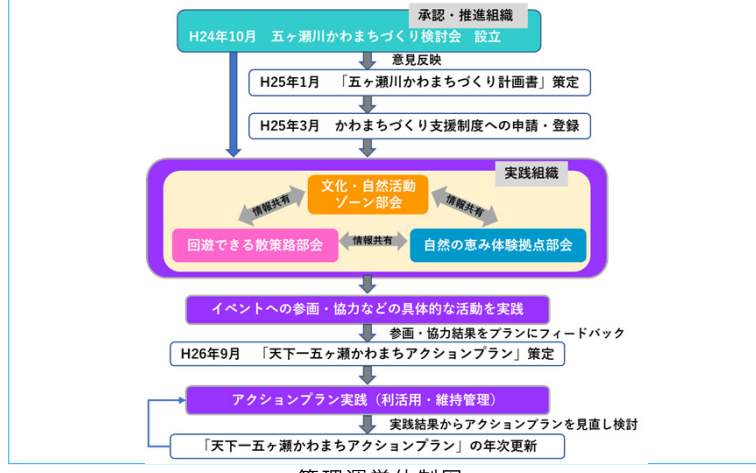 承認・推進組織
H24年10月　五ヶ瀬川かわまちづくり検討会　設立
意見反映
H25年1月　「五ヶ瀬川かわまちづくり計画書」策定
H25年3月　かわまちづくり支援制度への申請・登録
実践組織
文化・自然活動
ゾーン部会
情報共有
情報共有
回遊できる散策路部会
情報共有
自然の恵み体験拠点部会
イベントへの参画・協力などの具体的な活動を実践
参画・協力結果をプランにフィードバック
H26年9月　「天下一五ヶ瀬かわまちアクションプラン」策定
アクションプラン実践（利活用・維持管理）
実践結果からアクションプランを見直し検討
「天下一五ヶ瀬かわまちアクションプラン」の年次更新